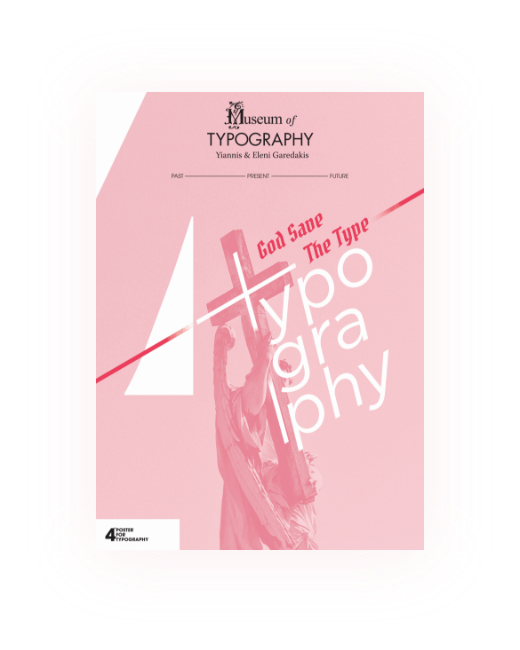 Museum of
TYPOGRAPHY
Yiannis & Eleni Garedakis
PAST PRESENT FUTURE
God Save
The Type
typo
gra
phy
4
4 POSTER
FOR
TYPOGRAPHY